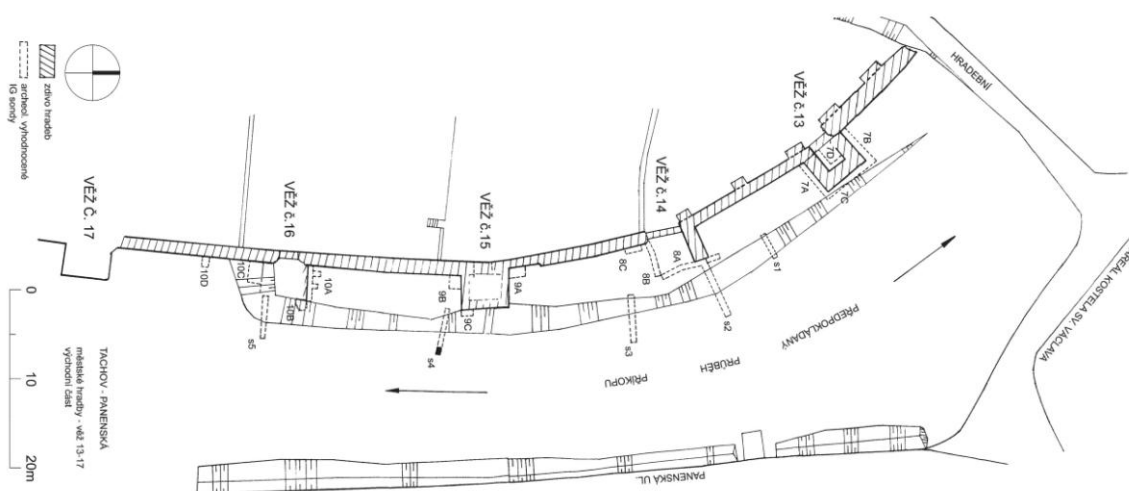 HRADEBNÍ
AREÁL KOSTELA SV. VÁCLAVA
VĚŽ č.13
7B
7D
7A
7C
VĚŽ č.14
8A
8B
8C
s1
s2
s3
VĚŽ č.15
9A
9B
9C
s4
VĚŽ č.16
10A
10B
10C
10D
s5
VĚŽ Č. 17
PŘEDPOKLÁDANÝ
PRŮBĚH
PŘÍKOPU
PANENSKÁ UL.
zdivo hradeb
archeol. vyhodnocené
IG sondy
0
10
20m
TACHOV - PANENSKÁ
městské hradby - věž 13-17
východní část